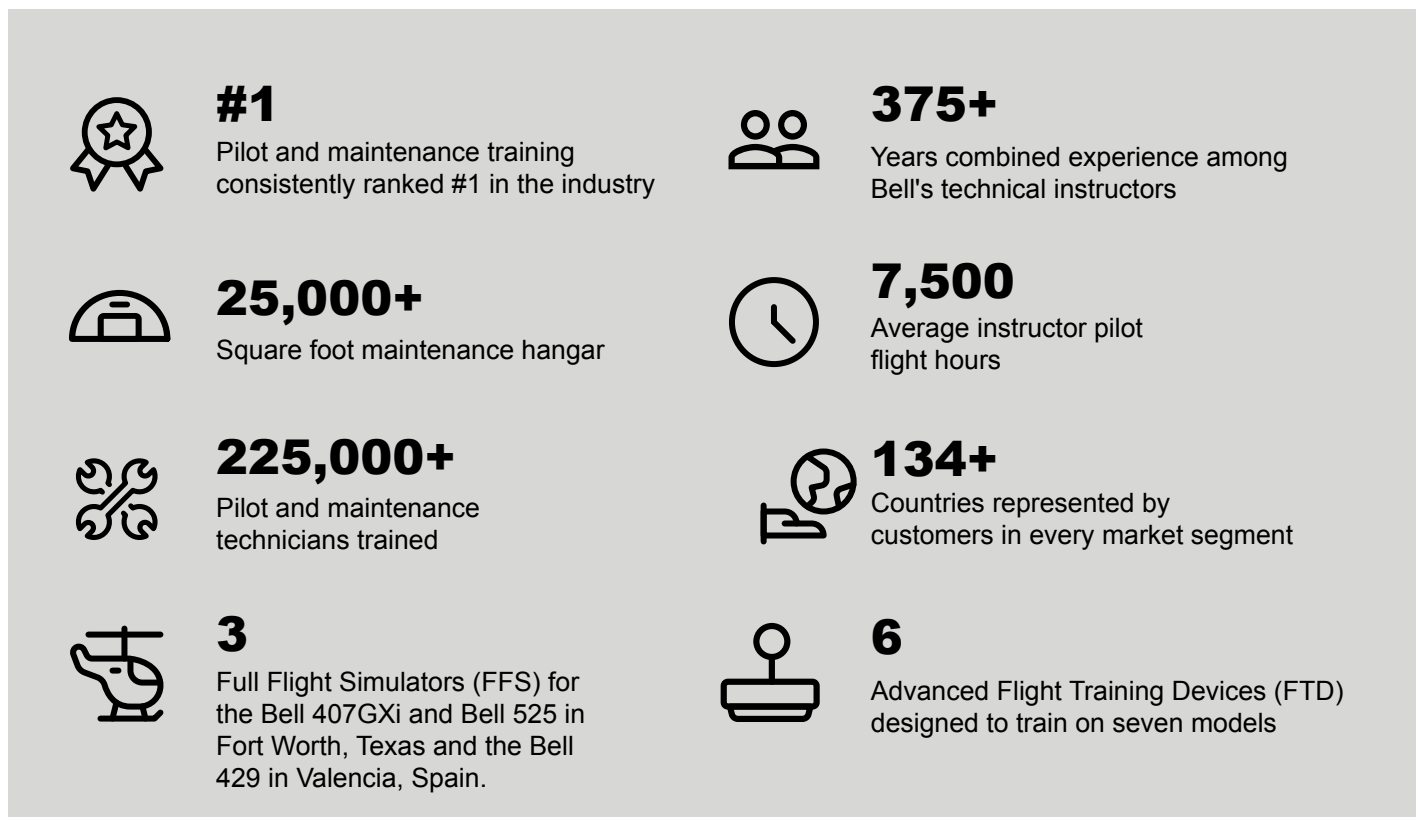 #1
Pilot and maintenance training
consistently ranked #1 in the industry
375+
Years combined experience among
Bell's technical instructors
25,000+
Square foot maintenance hangar
7,500
Average instructor pilot
flight hours
225,000+
Pilot and maintenance
technicians trained
134+
Countries represented by
customers in every market segment
3
Full Flight Simulators (FFS) for
the Bell 407GXi and Bell 525 in
Fort Worth, Texas and the Bell
429 in Valencia, Spain.
6
Advanced Flight Training Devices (FTD)
designed to train on seven models